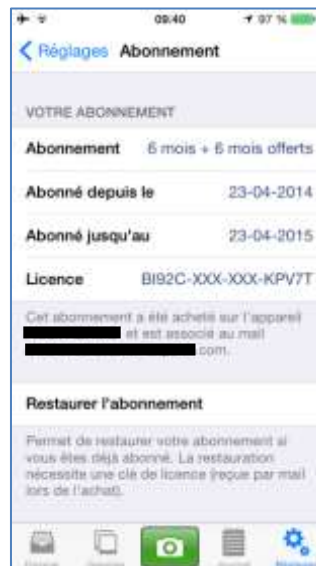 09:40
97 %
Réglages
Abonnement
VOTRE ABONNEMENT
Abonnement 6 mois + 6 mois offerts
Abonné depuis le 23-04-2014
Abonné jusqu'au 23-04-2015
Licence BI92C-XXX-XXX-KPV7T
Cet abonnement a été acheté sur l'appareil
et est associé au mail
.com.
Restaurer l'abonnement
Permet de restaurer votre abonnement si
vous êtes déjà abonné. La restauration
nécessite une clé de licence (reçue par mail
lors de l'achat).